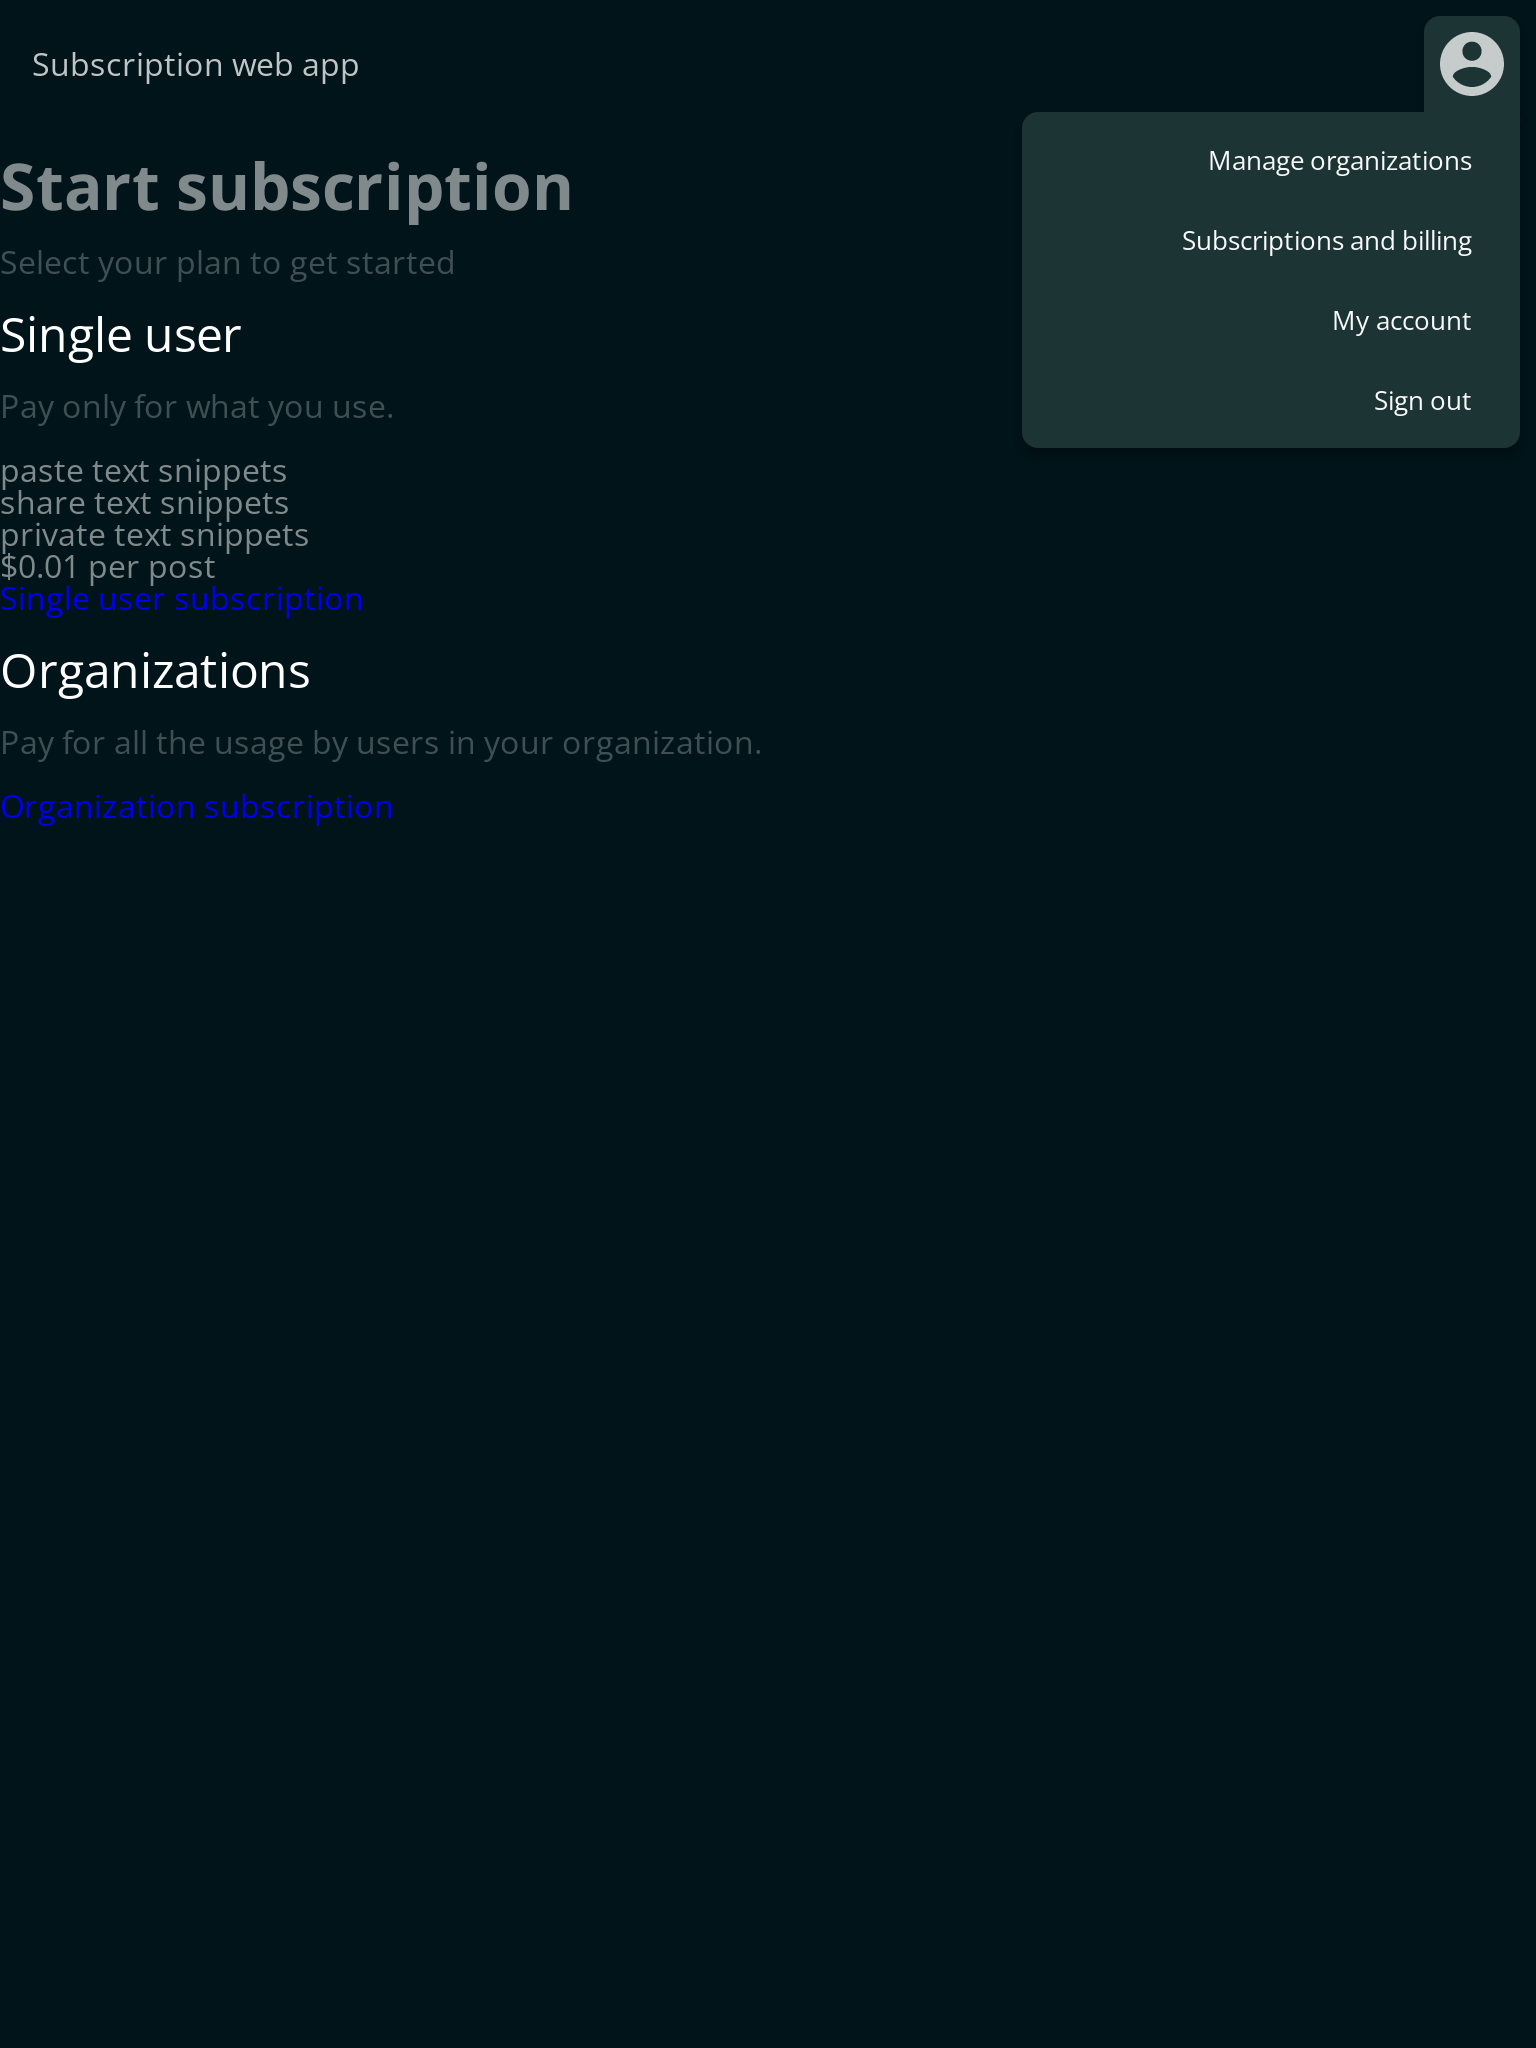 Subscription web app
Manage organizations
Subscriptions and billing
My account
Sign out
Start subscription
Select your plan to get started
Single user
Pay only for what you use.
paste text snippets
share text snippets
private text snippets
$0.01 per post
Single user subscription
Organizations
Pay for all the usage by users in your organization.
Organization subscription